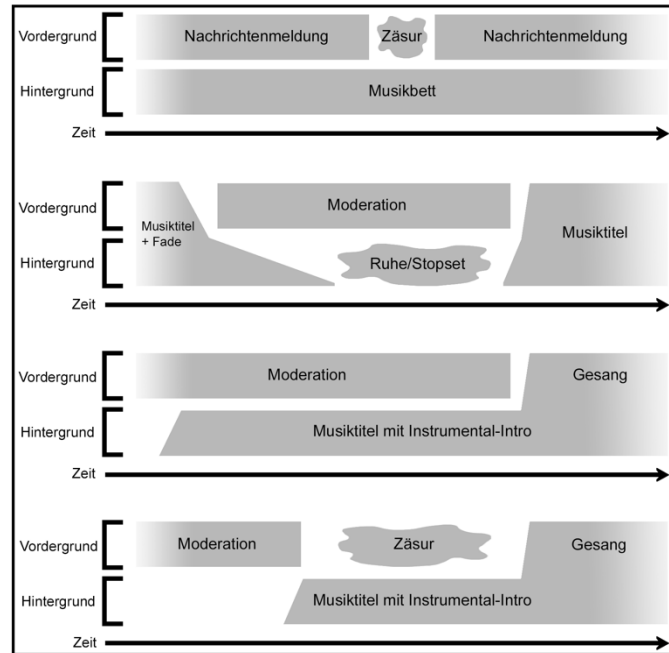 Vordergrund
Nachrichtenmeldung
Zäsur
Nachrichtenmeldung
Hintergrund
Musikbett
Zeit
Vordergrund
Moderation
Musiktitel
+ Fade
Musiktitel
Hintergrund
Ruhe/Stopset
Zeit
Vordergrund
Moderation
Gesang
Hintergrund
Musiktitel mit Instrumental-Intro
Zeit
Vordergrund
Moderation
Zäsur
Gesang
Hintergrund
Musiktitel mit Instrumental-Intro
Zeit